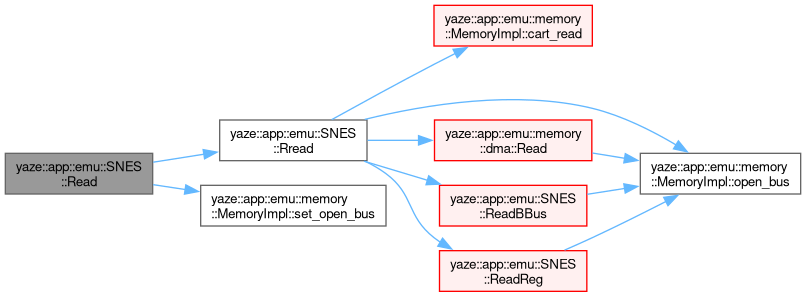 yaze::app::emu::SNES
::Read
yaze::app::emu::SNES
::Rread
yaze::app::emu::memory
::MemoryImpl::set_open_bus
yaze::app::emu::memory
::MemoryImpl::cart_read
yaze::app::emu::memory
::dma::Read
yaze::app::emu::SNES
::ReadBBus
yaze::app::emu::SNES
::ReadReg
yaze::app::emu::memory
::MemoryImpl::open_bus